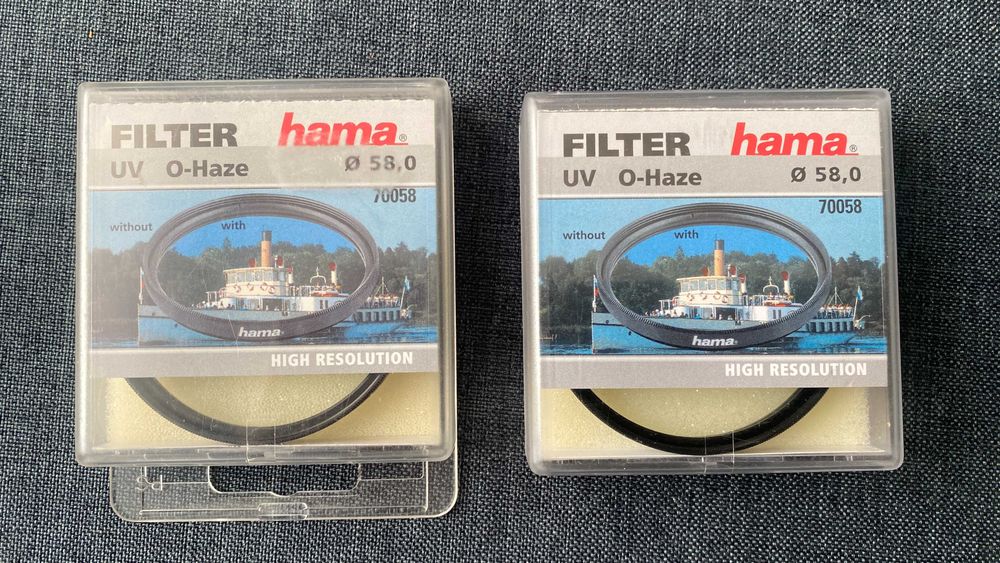 FILTER hama®
UV O-Haze Ø 58,0
70058
without with
hama®
HIGH RESOLUTION
FILTER hama®
UV O-Haze Ø 58,0
70058
without with
hama®
HIGH RESOLUTION